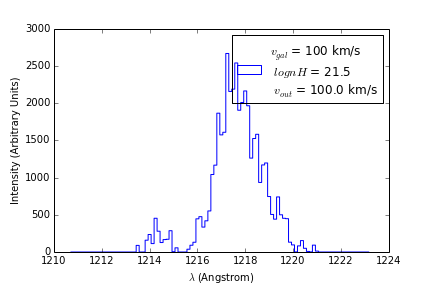 3000
2500
2000
1500
1000
500
0
Intensity (Arbitrary Units)
v_gal = 100 km/s
lognH = 21.5
v_out = 100.0 km/s
1210 1212 1214 1216 1218 1220 1222 1224
λ (Angstrom)